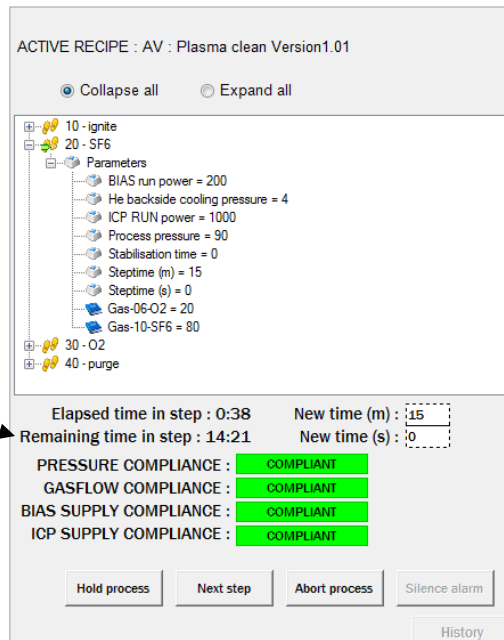 ACTIVE RECIPE : AV : Plasma clean Version1.01
Collapse all Expand all
10 - ignite
20 - SF6
Parameters
BIAS run power = 200
He backside cooling pressure = 4
ICP RUN power = 1000
Process pressure = 90
Stabilisation time = 0
Steptime (m) = 15
Steptime (s) = 0
Gas-06-O2 = 20
Gas-10-SF6 = 80
30 - O2
40 - purge
Elapsed time in step : 0:38 New time (m) : 15
Remaining time in step : 14:21 New time (s) : 0
PRESSURE COMPLIANCE : COMPLIANT
GASFLOW COMPLIANCE : COMPLIANT
BIAS SUPPLY COMPLIANCE : COMPLIANT
ICP SUPPLY COMPLIANCE : COMPLIANT
Hold process Next step Abort process Silence alarm
History